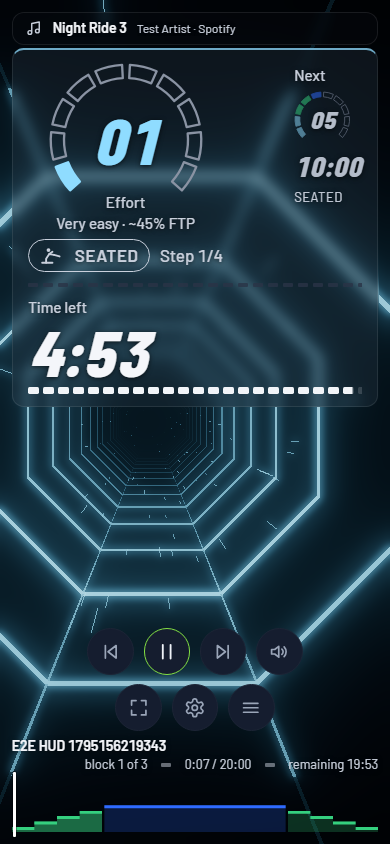 Night Ride 3 Test Artist · Spotify
Next
01
05
10:00
SEATED
Effort
Very easy · ~45% FTP
SEATED Step 1/4
Time left
4:53
E2E HUD 1795156219343
block 1 of 3 0:07 / 20:00 remaining 19:53